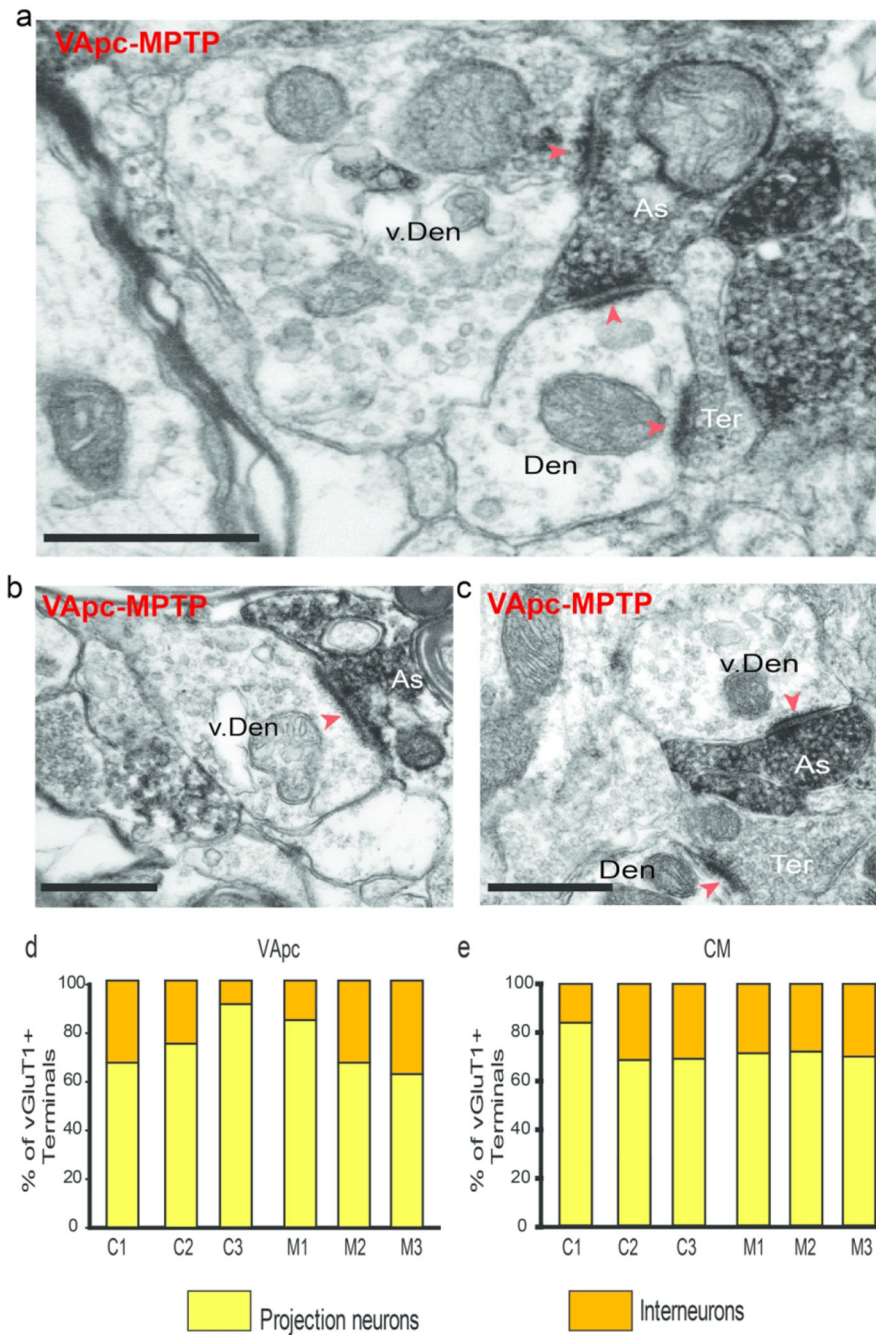 a
VApc-MPTP
As
v.Den
Ter
Den
b
VApc-MPTP
As
v.Den
c
VApc-MPTP
v.Den
As
Den
Ter
d
VApc
% of vGluT1+
Terminals
100
80
60
40
20
0
C1 C2 C3 M1 M2 M3
e
CM
% of vGluT1+
Terminals
100
80
60
40
20
0
C1 C2 C3 M1 M2 M3
Projection neurons
Interneurons